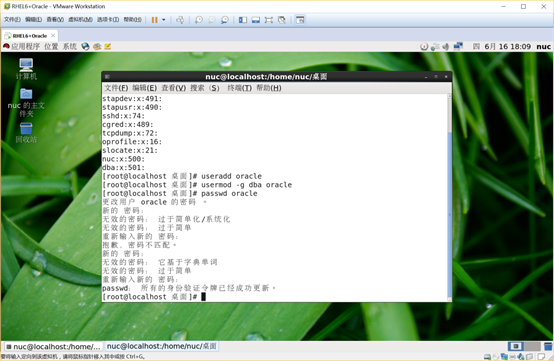 RHEL6+Oracle - VMware Workstation
文件(F) 编辑(E) 查看(V) 虚拟机(M) 选项卡(T) 帮助(H)
RHEL6+Oracle
应用程序 位置 系统
四 6月 16 18:09 nuc
计算机
nuc 的主文件夹
回收站
nuc@localhost:/home/nuc/桌面
文件(F) 编辑(E) 查看(V) 搜索 (S) 终端(T) 帮助(H)
stapdev:x:491:
stapusr:x:490:
sshd:x:74:
cgred:x:489:
tcpdump:x:72:
oprofile:x:16:
slocate:x:21:
nuc:x:500:
dba:x:501:
[root@localhost 桌面]# useradd oracle
[root@localhost 桌面]# usermod -g dba oracle
[root@localhost 桌面]# passwd oracle
更改用户 oracle 的密码 。
新的 密码：
无效的密码： 过于简单化/系统化
无效的密码： 过于简单
重新输入新的 密码：
抱歉，密码不匹配。
新的 密码：
无效的密码： 它基于字典单词
无效的密码： 过于简单
重新输入新的 密码：
passwd： 所有的身份验证令牌已经成功更新。
[root@localhost 桌面]#
nuc@localhost:/home/...
nuc@localhost:/home/nuc/桌面
要将输入定向到该虚拟机，请将鼠标指针移入其中或按 Ctrl+G。